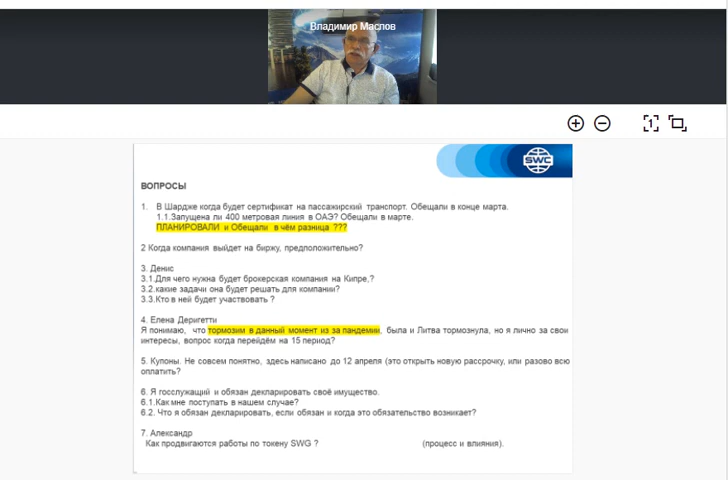 Владимир Маслов
SWC
ВОПРОСЫ
1. В Шардже когда будет сертификат на пассажирский транспорт. Обещали в конце марта.
1.1.Запущена ли 400 метровая линия в ОАЭ? Обещали в марте.
ПЛАНИРОВАЛИ и Обещали в чём разница ???
2 Когда компания выйдет на биржу, предположительно?
3. Денис
3.1.Для чего нужна будет брокерская компания на Кипре,?
3.2.какие задачи она будет решать для компании?
3.3.Кто в ней будет участвовать ?
4. Елена Деригетти
Я понимаю, что тормозим в данный момент из за пандемии, была и Литва тормознула, но я лично за свои
интересы, вопрос когда перейдём на 15 период?
5. Купоны. Не совсем понятно, здесь написано до 12 апреля (это открыть новую рассрочку, или разово всю
оплатить?
6. Я госслужащий и обязан декларировать своё имущество.
6.1.Как мне поступать в нашем случае?
6.2. Что я обязан декларировать, если обязан и когда это обязательство возникает?
7. Александр
Как продвигаются работы по токену SWG ? (процесс и влияния).